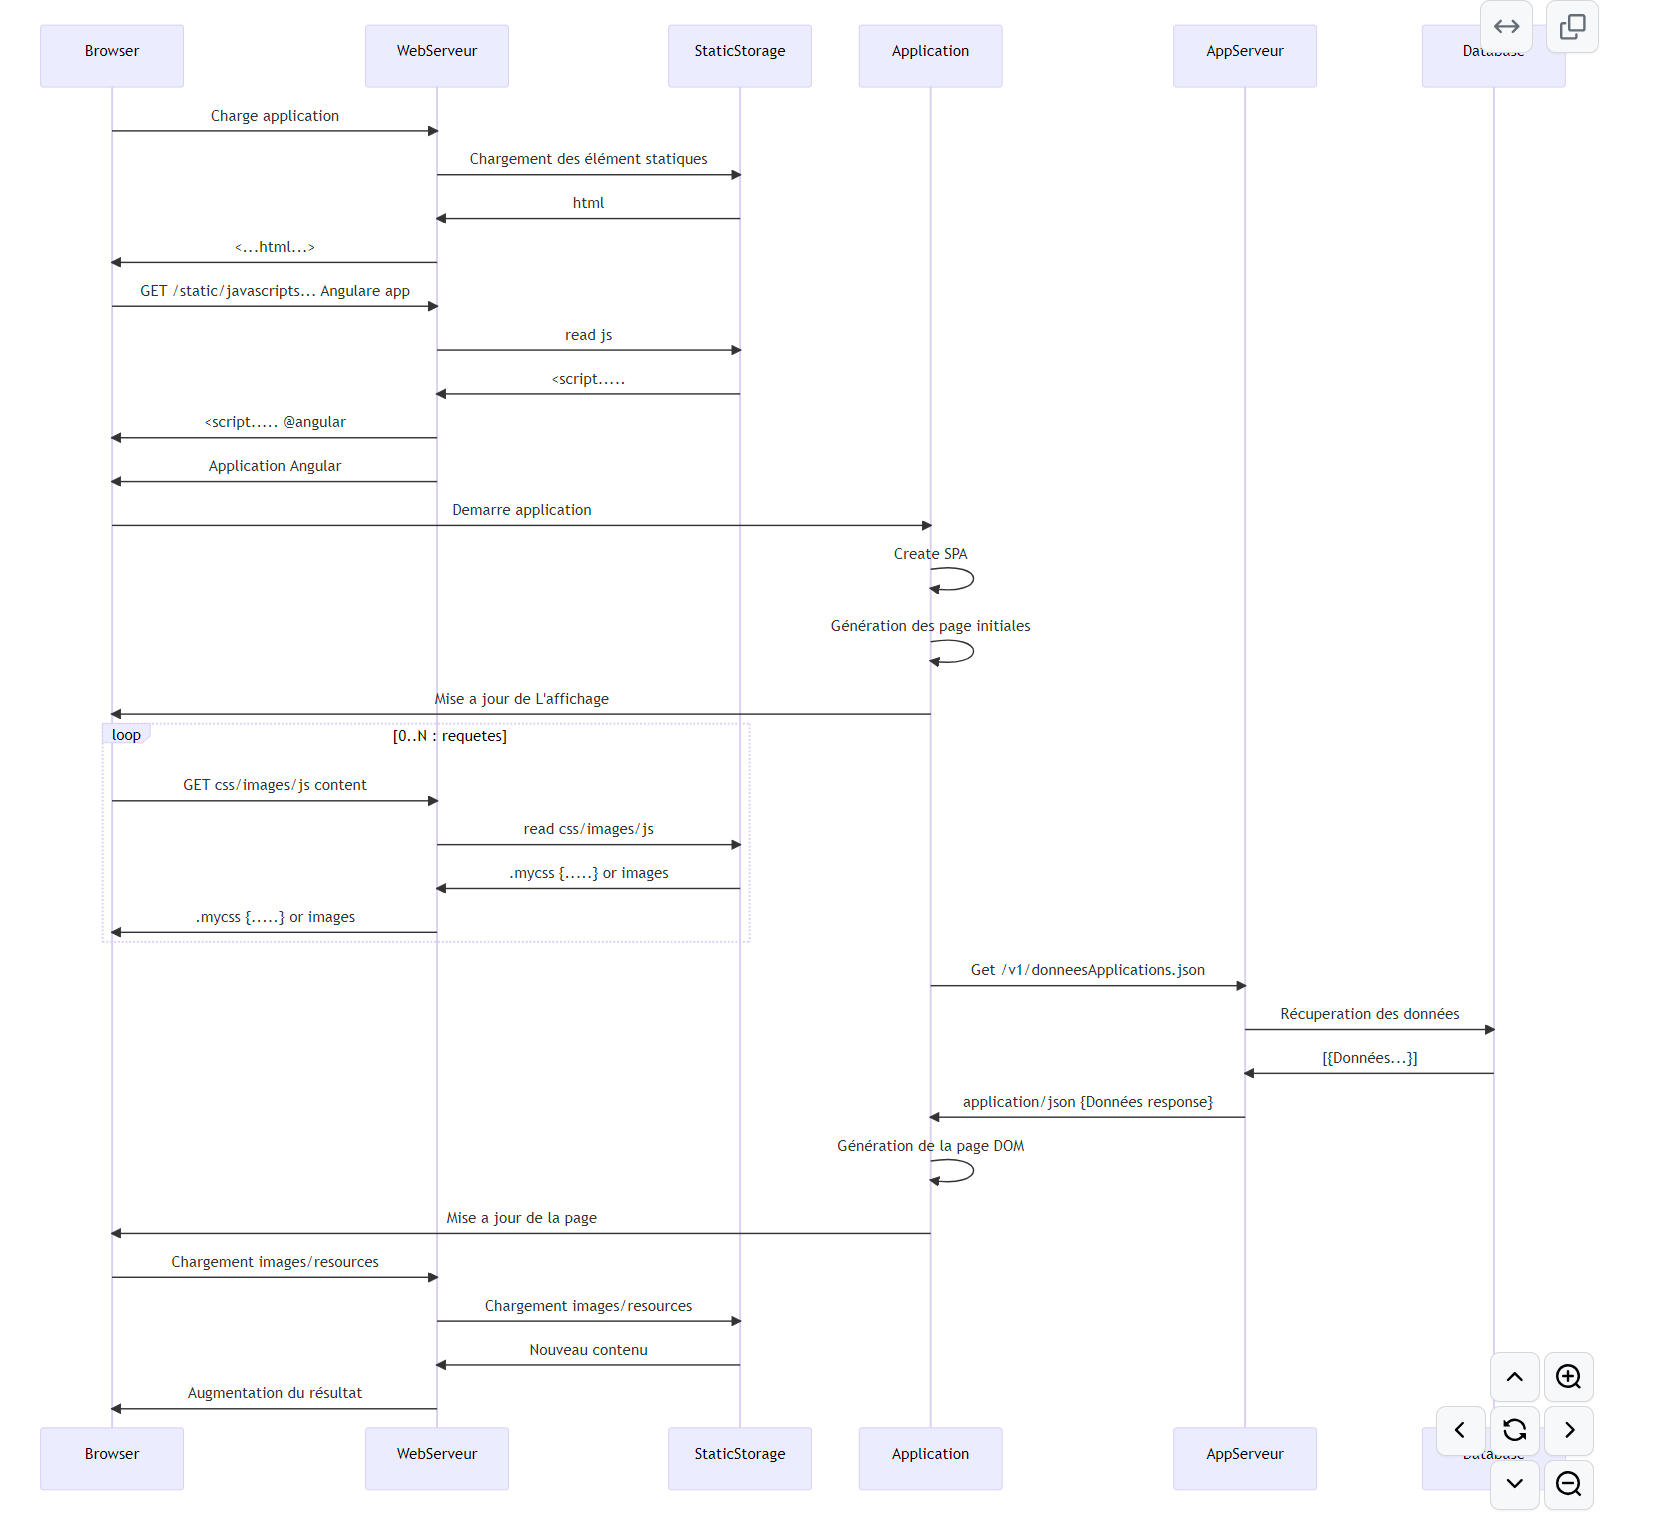 Browser
WebServeur
StaticStorage
Application
AppServeur
Database
Charge application
Chargement des élément statiques
html
<...html...>
GET /static/javascripts... Angulare app
read js
<script.....
<script..... @angular
Application Angular
Demarre application
Create SPA
Génération des page initiales
Mise a jour de L'affichage
loop
[0..N : requetes]
GET css/images/js content
read css/images/js
.mycss {.....} or images
.mycss {.....} or images
Get /v1/donneesApplications.json
Récuperation des données
[{Données...}]
application/json {Données response}
Génération de la page DOM
Mise a jour de la page
Chargement images/resources
Chargement images/resources
Nouveau contenu
Augmentation du résultat
Browser
WebServeur
StaticStorage
Application
AppServeur
Database